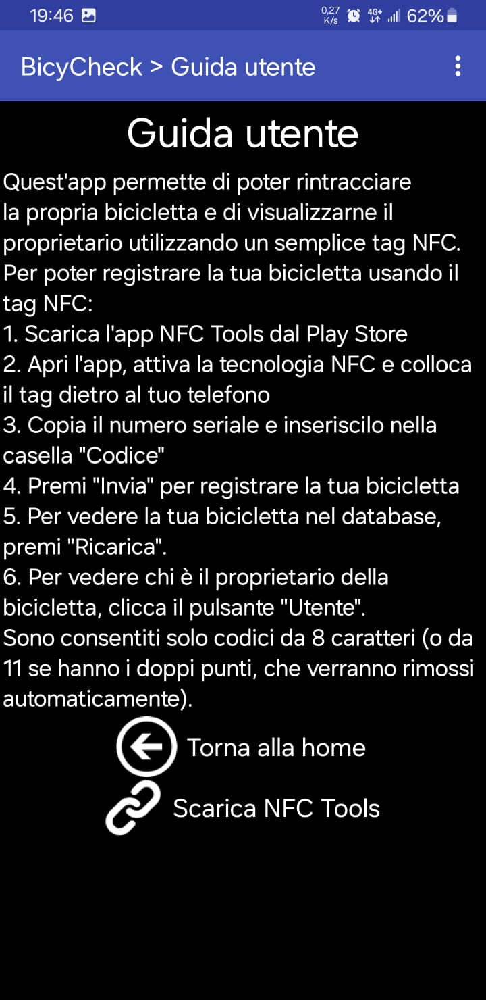 19:46
0,27
K/s
4G+
62%
BicyCheck > Guida utente
Guida utente
Quest'app permette di poter rintracciare
la propria bicicletta e di visualizzarne il
proprietario utilizzando un semplice tag NFC.
Per poter registrare la tua bicicletta usando il
tag NFC:
1. Scarica l'app NFC Tools dal Play Store
2. Apri l'app, attiva la tecnologia NFC e colloca
il tag dietro al tuo telefono
3. Copia il numero seriale e inseriscilo nella
casella "Codice"
4. Premi "Invia" per registrare la tua bicicletta
5. Per vedere la tua bicicletta nel database,
premi "Ricarica".
6. Per vedere chi è il proprietario della
bicicletta, clicca il pulsante "Utente".
Sono consentiti solo codici da 8 caratteri (o da
11 se hanno i doppi punti, che verranno rimossi
automaticamente).
Torna alla home
Scarica NFC Tools